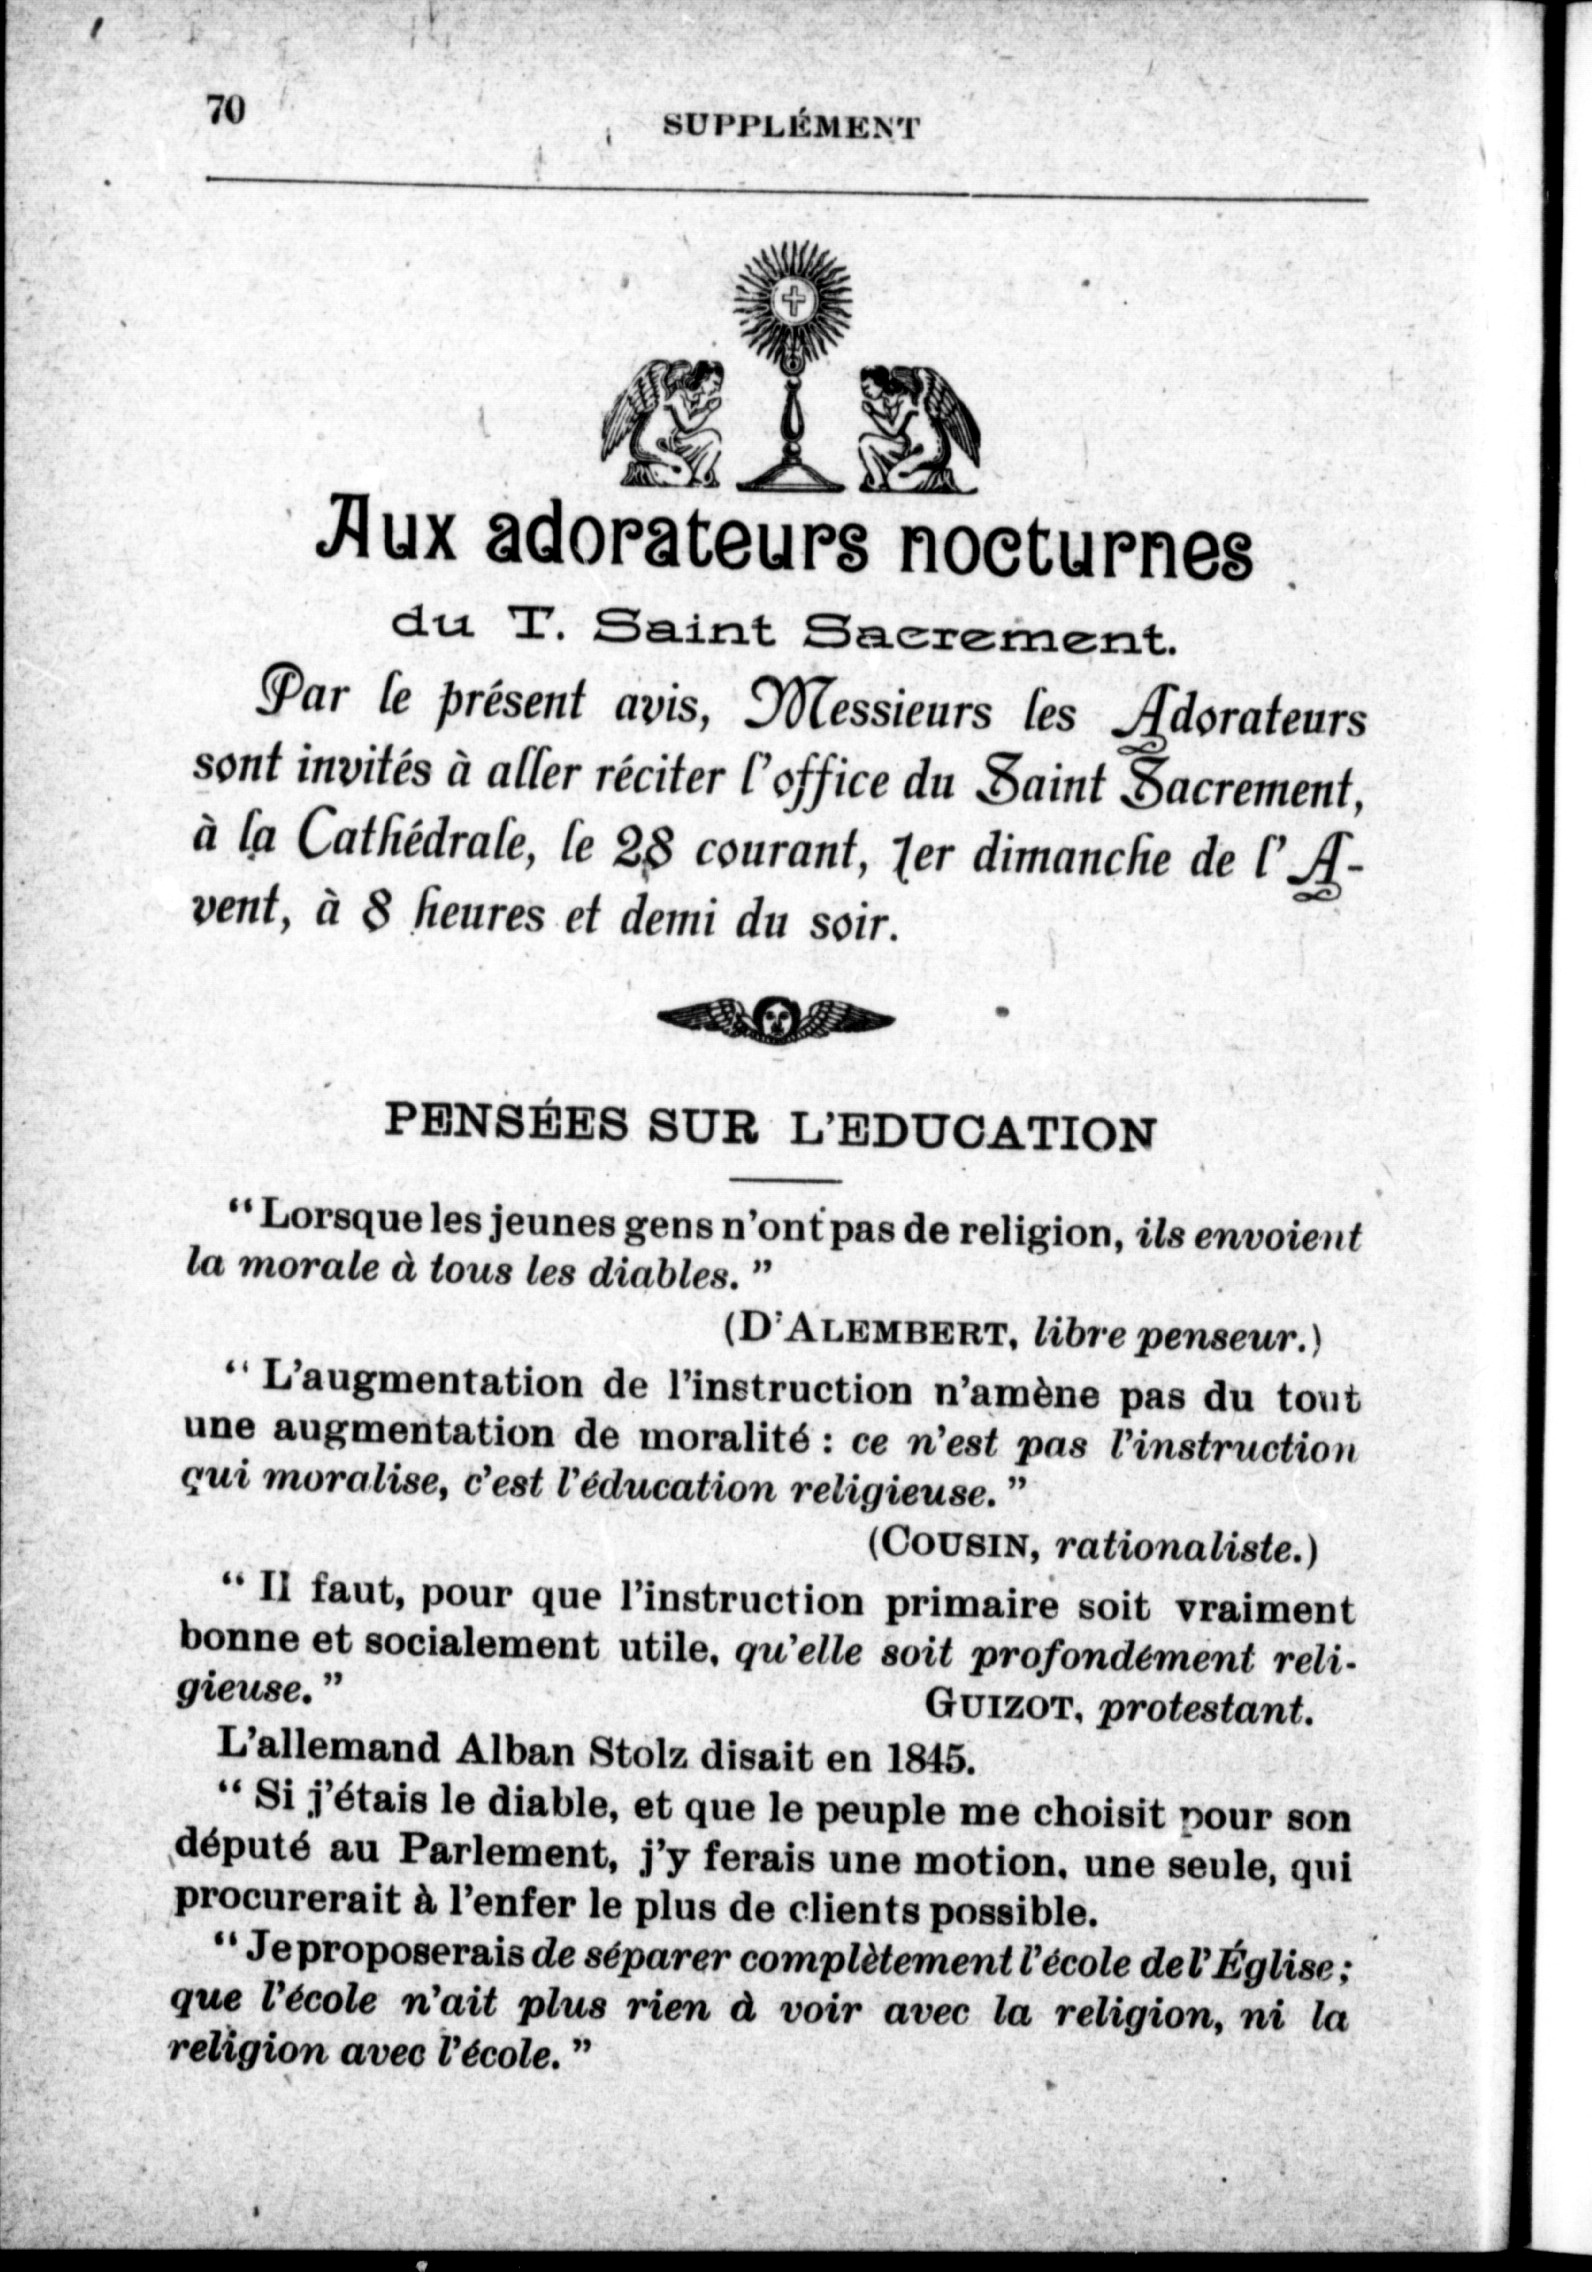 70
SUPPLÉMENT
Aux adorateurs nocturnes
du T. Saint Sacrement.
Par le présent avis, Messieurs les Adorateurs
sont invités à aller réciter l'office du Saint Sacrement,
à la Cathédrale, le 28 courant, 1er dimanche de l'A-
vent, à 8 heures et demi du soir.
PENSÉES SUR L'EDUCATION
“Lorsque les jeunes gens n'ont pas de religion, ils envoient
la morale à tous les diables.”
(D'ALEMBERT, libre penseur.)
“L'augmentation de l'instruction n'amène pas du tout
une augmentation de moralité : ce n'est pas l'instruction
qui moralise, c'est l'éducation religieuse.”
(COUSIN, rationaliste.)
“Il faut, pour que l'instruction primaire soit vraiment
bonne et socialement utile, qu'elle soit profondément reli-
gieuse.” GUIZOT, protestant.
L'allemand Alban Stolz disait en 1845.
“Si j'étais le diable, et que le peuple me choisit pour son
député au Parlement, j'y ferais une motion, une seule, qui
procurerait à l'enfer le plus de clients possible.
“Je proposerais de séparer complètement l'école de l'Église ;
que l'école n'ait plus rien à voir avec la religion, ni la
religion avec l'école.”